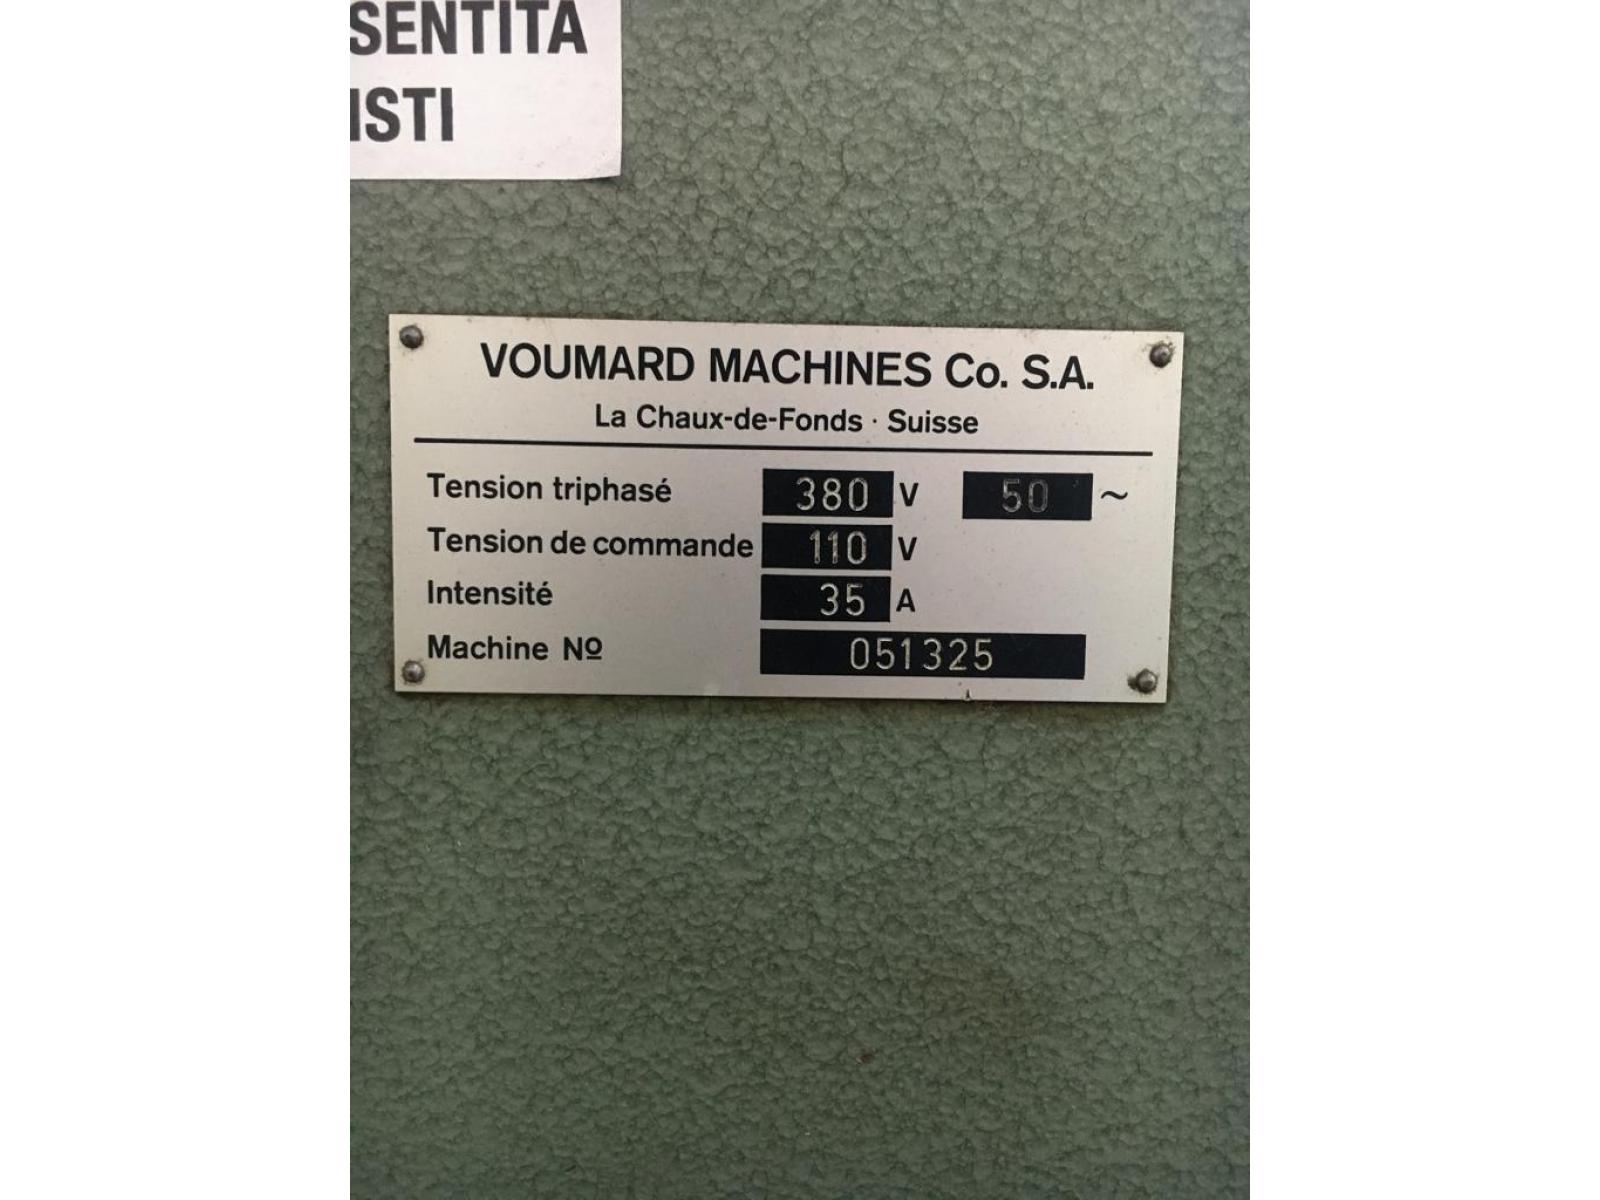 SENTITA
ISTI
VOUMARD MACHINES Co. S.A.
La Chaux-de-Fonds · Suisse
Tension triphasé 380 V 50 ~
Tension de commande 110 V
Intensité 35 A
Machine Nº 051325